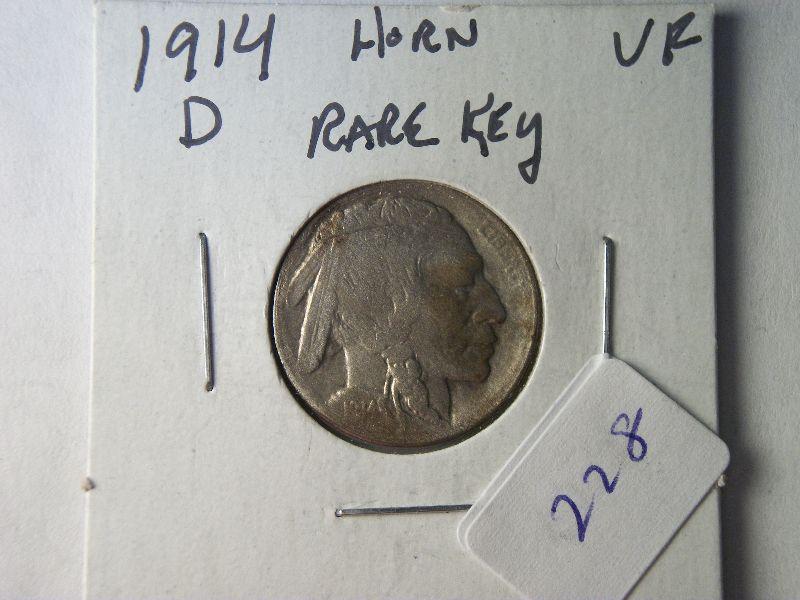 1914 HORN VF
D RARE KEY
LIBERTY
1914
228